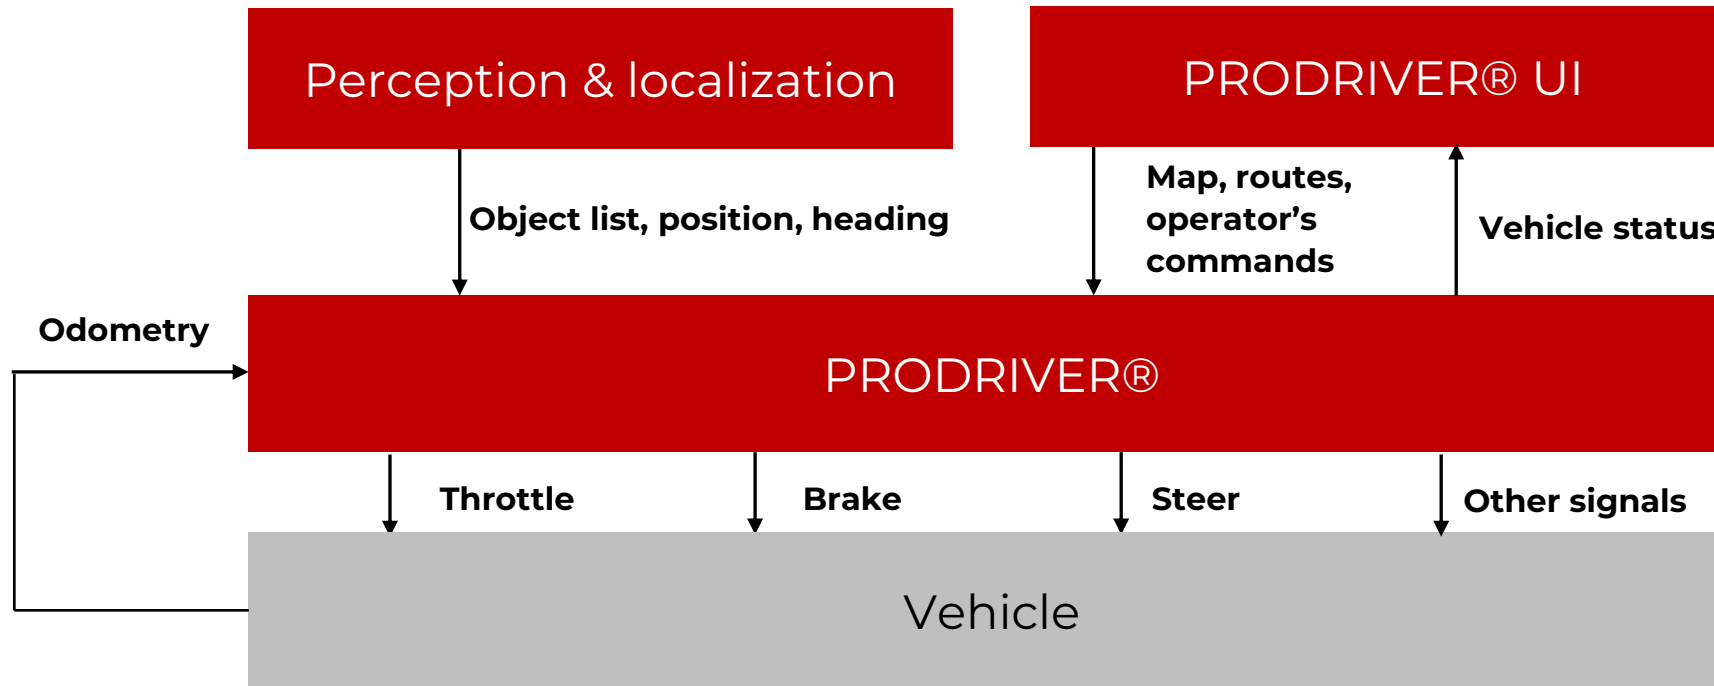 Perception & localization
PRODRIVER® UI
Object list, position, heading
Map, routes,
operator’s
commands
Vehicle status
Odometry
PRODRIVER®
Throttle
Brake
Steer
Other signals
Vehicle